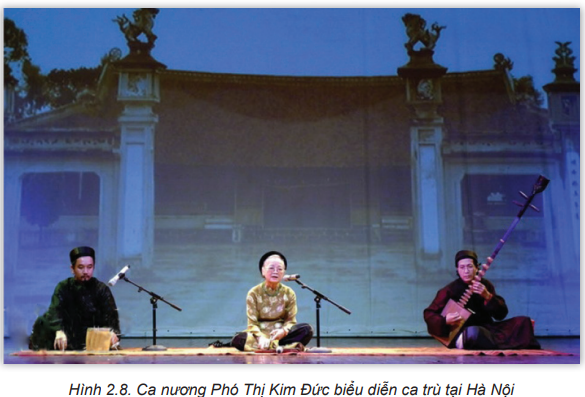 Hình 2.8. Ca nương Phó Thị Kim Đức biểu diễn ca trù tại Hà Nội